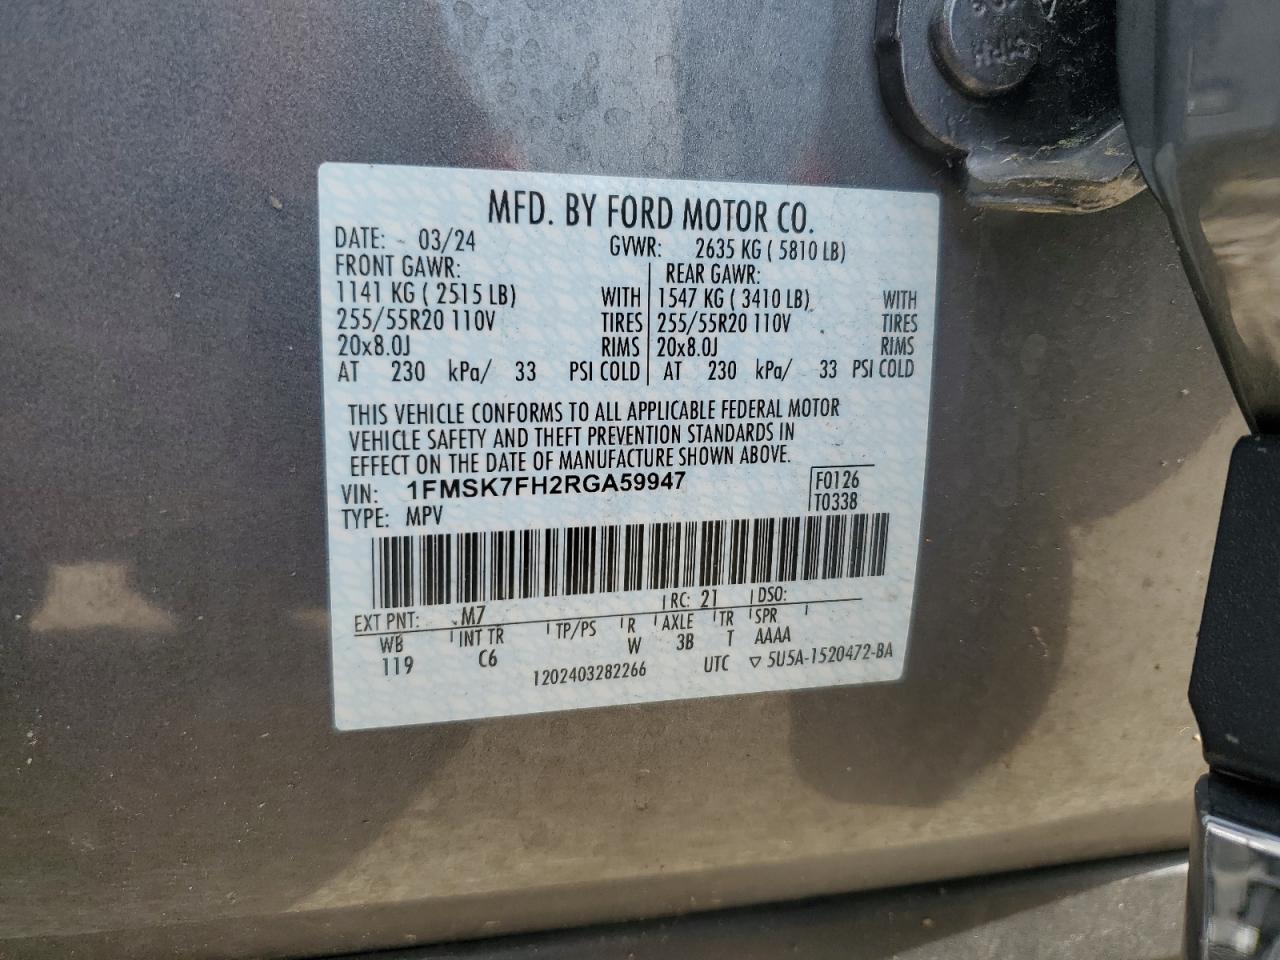 MFD. BY FORD MOTOR CO.
DATE: 03/24 GVWR: 2635 KG ( 5810 LB)
FRONT GAWR: REAR GAWR:
1141 KG ( 2515 LB) WITH 1547 KG ( 3410 LB) WITH
255/55R20 110V TIRES 255/55R20 110V TIRES
20x8.0J RIMS 20x8.0J RIMS
AT 230 kPa/ 33 PSI COLD AT 230 kPa/ 33 PSI COLD
THIS VEHICLE CONFORMS TO ALL APPLICABLE FEDERAL MOTOR
VEHICLE SAFETY AND THEFT PREVENTION STANDARDS IN
EFFECT ON THE DATE OF MANUFACTURE SHOWN ABOVE.
VIN: 1FMSK7FH2RGA59947 F0126
TYPE: MPV T0338
EXT PNT: M7 RC: 21 DSO:
WB INT TR TP/PS R AXLE TR SPR
119 C6 W 3B T AAAA
1202403282266 UTC ▽ 5U5A-1520472-BA